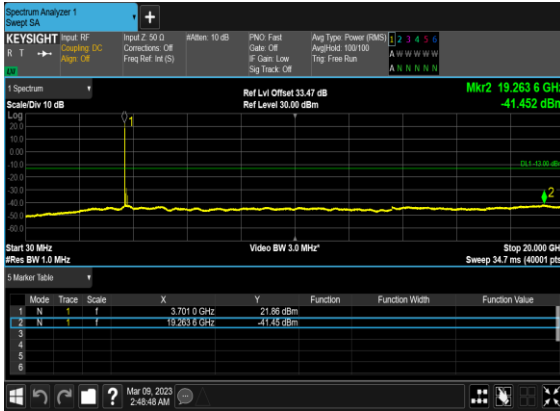 Spectrum Analyzer 1
Swept SA
+
KEYSIGHT Input: RF Input Z: 50 Ω #Atten: 10 dB PNO: Fast Avg Type: Power (RMS) 1 2 3 4 5 6
R T Coupling: DC Corrections: Off Gate: Off Avg|Hold: 100/100 A W W W W W
Align: Off Freq Ref: Int (S) IF Gain: Low Trig: Free Run
Sig Track: Off A N N N N N
1 Spectrum
Ref Lvl Offset 33.47 dB Mkr2 19.263 6 GHz
Scale/Div 10 dB Ref Level 30.00 dBm -41.452 dBm
Log
1
20.0
10.0
0.00
-10.0 DL1 -13.00 dBm
-20.0
-30.0 2
-40.0
-50.0
-60.0
Start 30 MHz Video BW 3.0 MHz* Stop 20.000 GHz
#Res BW 1.0 MHz Sweep 34.7 ms (40001 pts)
5 Marker Table
Mode Trace Scale X Y Function Function Width Function Value
1 N 1 f 3.701 0 GHz 21.86 dBm
2 N 1 f 19.263 6 GHz -41.45 dBm
3
4
5
6
? Mar 09, 2023
2:48:48 AM